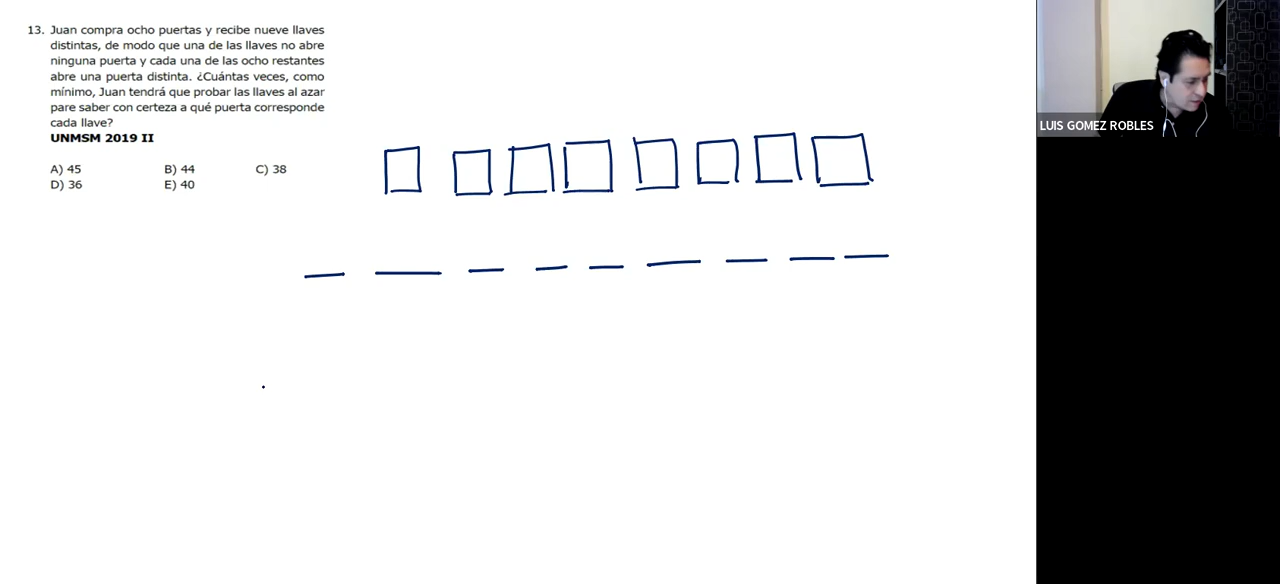 13. Juan compra ocho puertas y recibe nueve llaves
distintas, de modo que una de las llaves no abre
ninguna puerta y cada una de las ocho restantes
abre una puerta distinta. ¿Cuántas veces, como
mínimo, Juan tendrá que probar las llaves al azar
pare saber con certeza a qué puerta corresponde
cada llave?
UNMSM 2019 II
A) 45 B) 44 C) 38
D) 36 E) 40
LUIS GOMEZ ROBLES